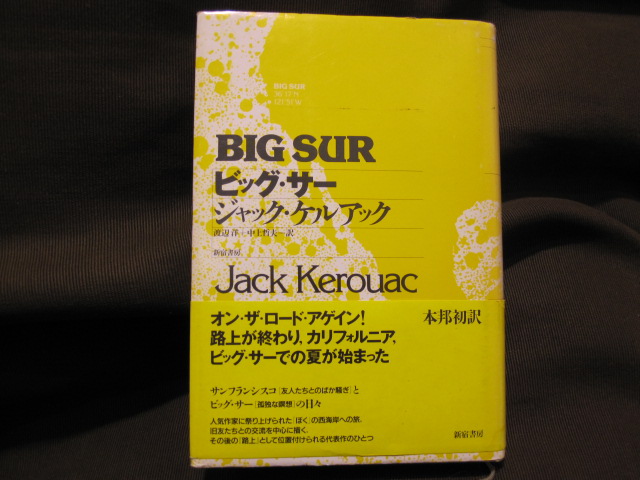 BIG SUR
BIG SUR
ビッグ・サー
ジャック・ケルアック
渡辺洋+中上哲夫―訳
新宿書房
Jack Kerouac
オン・ザ・ロード・アゲイン!
路上が終わり,カリフォルニア,
ビッグ・サーでの夏が始まった
本邦初訳
サンフランシスコ[友人たちとのばか騒ぎ]と
ビッグ・サー[孤独な瞑想]の日々
人気作家に祭り上げられた[ぼく]の西海岸への旅。
旧友たちとの交流を中心に描く、
その後の「路上」として位置付けられる代表作のひとつ
新宿書房